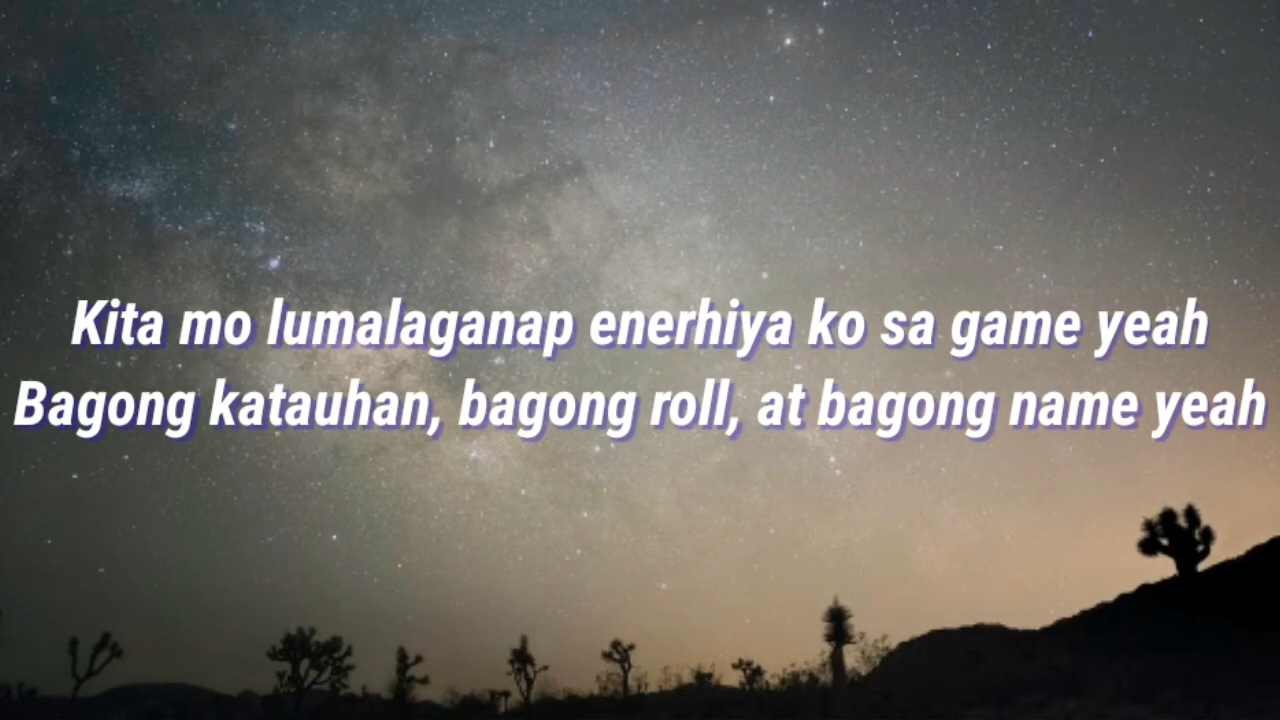 Kita mo lumalaganap enerhiya ko sa game yeah
Bagong katauhan, bagong roll, at bagong name yeah